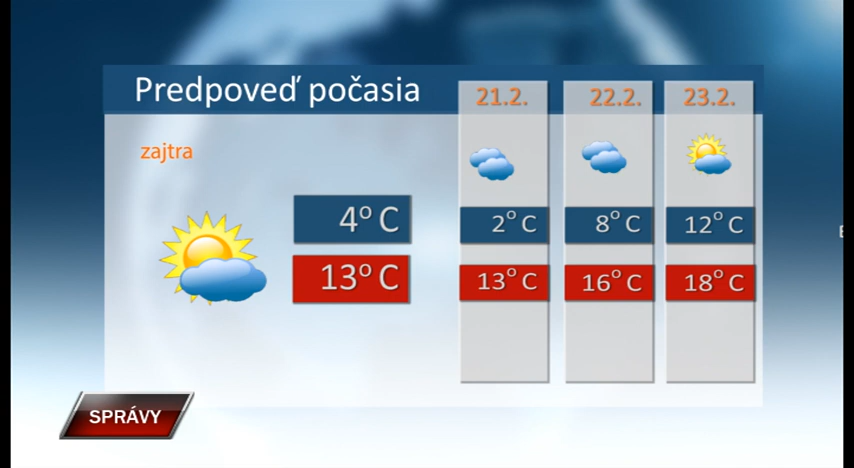 Predpoveď počasia
zajtra
4° C
13° C
21.2. 22.2. 23.2.
2° C 8° C 12° C
13° C 16° C 18° C
SPRÁVY